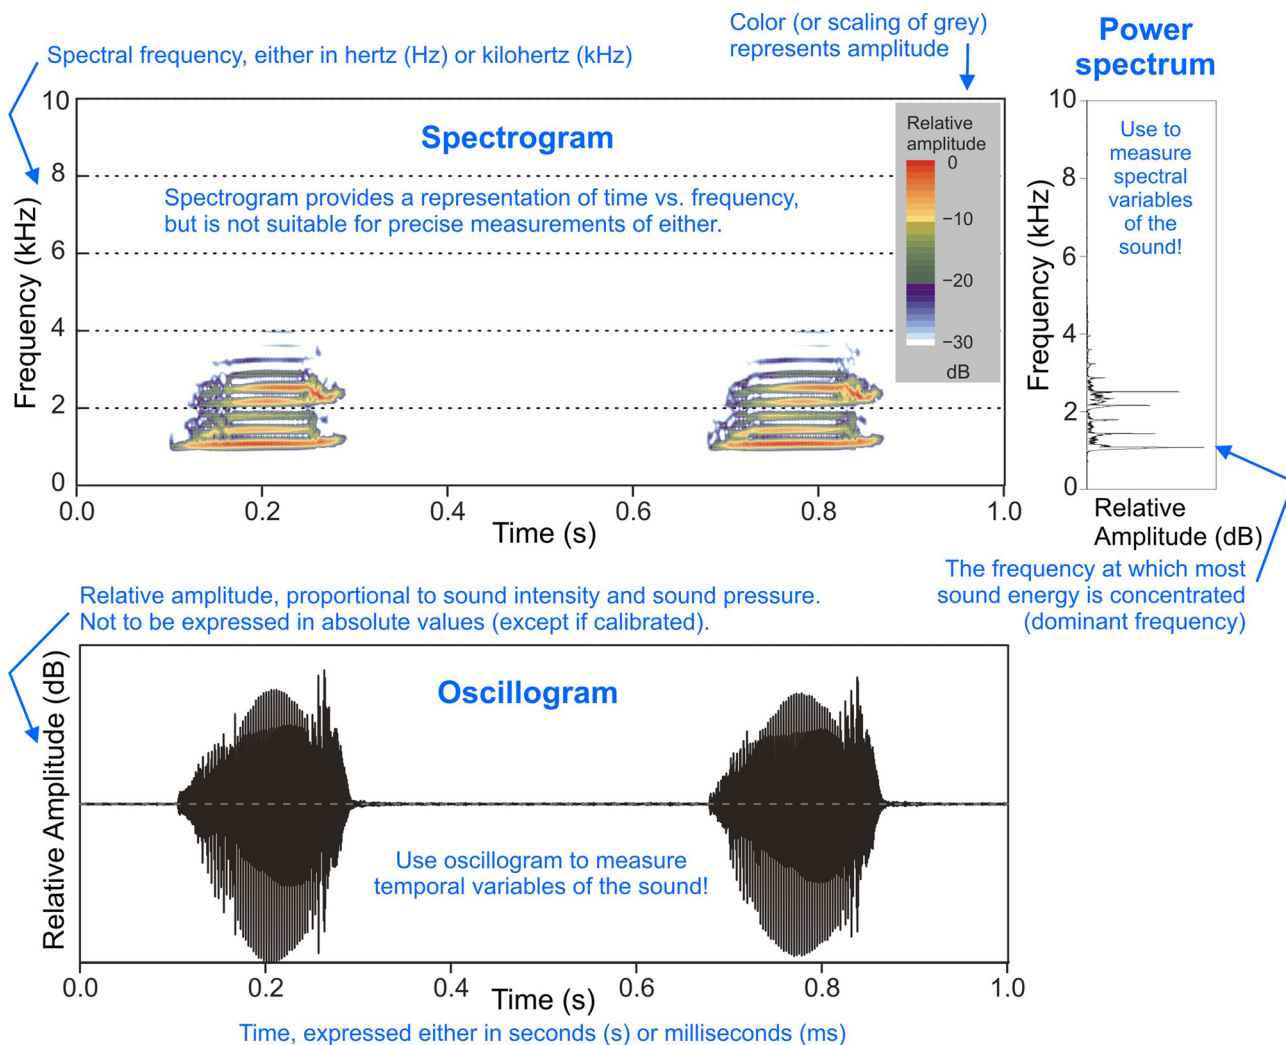 Spectral frequency, either in hertz (Hz) or kilohertz (kHz)
Color (or scaling of grey)
represents amplitude
Power
spectrum
Spectrogram
Spectrogram provides a representation of time vs. frequency,
but is not suitable for precise measurements of either.
Frequency (kHz)
10
8
6
4
2
0
0.0
0.2
0.4
0.6
0.8
1.0
Time (s)
Relative
amplitude
0
−10
−20
−30
dB
Use to
measure
spectral
variables
of the
sound!
Frequency (kHz)
10
8
6
4
2
0
Relative
Amplitude (dB)
The frequency at which most
sound energy is concentrated
(dominant frequency)
Relative amplitude, proportional to sound intensity and sound pressure.
Not to be expressed in absolute values (except if calibrated).
Oscillogram
Relative Amplitude (dB)
Use oscillogram to measure
temporal variables of the sound!
0.0
0.2
0.4
0.6
0.8
1.0
Time (s)
Time, expressed either in seconds (s) or milliseconds (ms)